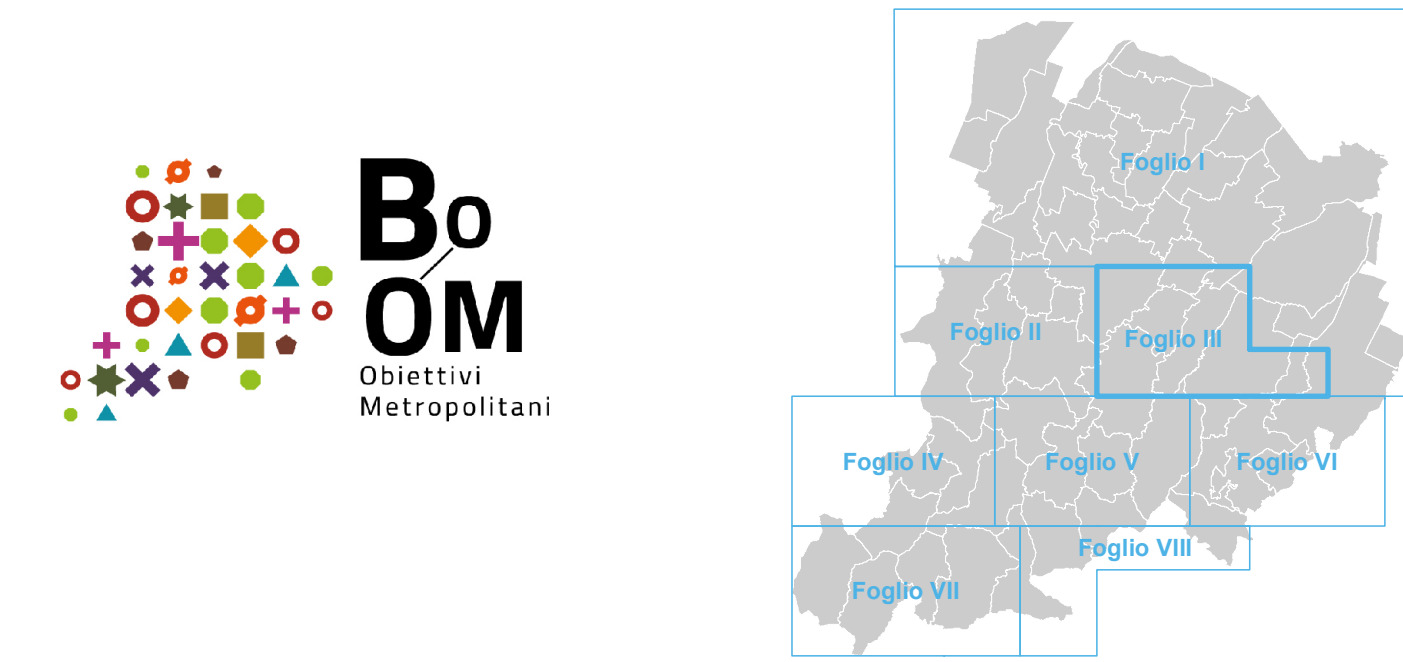 Bo
OM
Obiettivi
Metropolitani
Foglio I
Foglio II
Foglio III
Foglio IV
Foglio V
Foglio VI
Foglio VIII
Foglio VII